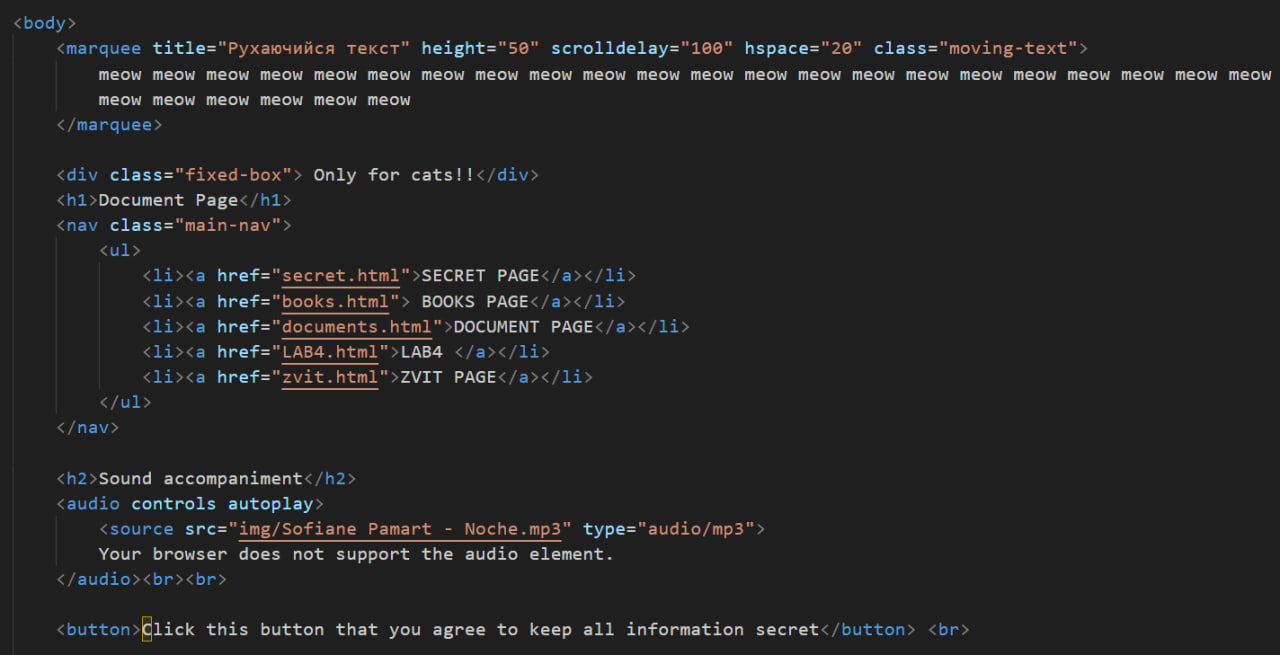 <body>
<marquee title="Рухаючийся текст" height="50" scrolldelay="100" hspace="20" class="moving-text">
meow meow meow meow meow meow meow meow meow meow meow meow meow meow meow meow meow meow meow meow meow meow
meow meow meow meow meow meow
</marquee>
<div class="fixed-box"> Only for cats!!</div>
<h1>Document Page</h1>
<nav class="main-nav">
<ul>
<li><a href="secret.html">SECRET PAGE</a></li>
<li><a href="books.html"> BOOKS PAGE</a></li>
<li><a href="documents.html">DOCUMENT PAGE</a></li>
<li><a href="LAB4.html">LAB4 </a></li>
<li><a href="zvit.html">ZVIT PAGE</a></li>
</ul>
</nav>
<h2>Sound accompaniment</h2>
<audio controls autoplay>
<source src="img/Sofiane Pamart - Noche.mp3" type="audio/mp3">
Your browser does not support the audio element.
</audio><br><br>
<button>Click this button that you agree to keep all information secret</button> <br>